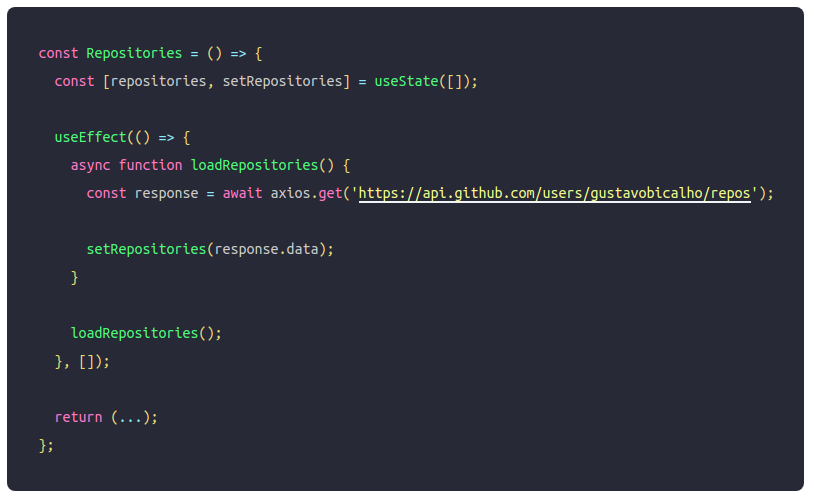 const Repositories = () => {
  const [repositories, setRepositories] = useState([]);

  useEffect(() => {
    async function loadRepositories() {
      const response = await axios.get('https://api.github.com/users/gustavobicalho/repos');

      setRepositories(response.data);
    }

    loadRepositories();
  }, []);

  return (...);
};